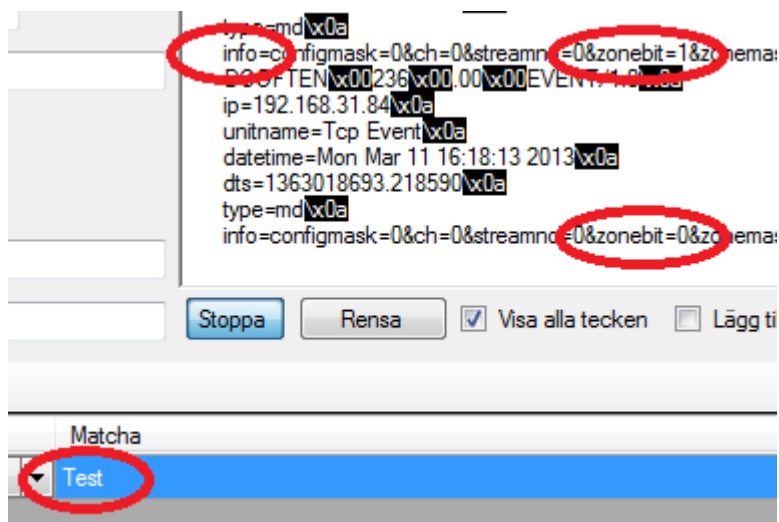 type=md\x0a
info=configmask=0&ch=0&streamno=0&zonebit=1&zonemas
DOOFTEN\x00236\x00.00\x00EVENT/1.0\x0a
ip=192.168.31.84\x0a
unitname=Tcp Event\x0a
datetime=Mon Mar 11 16:18:13 2013\x0a
dts=1363018693.218590\x0a
type=md\x0a
info=configmask=0&ch=0&streamno=0&zonebit=0&zonemas
Stoppa Rensa Visa alla tecken Lägg til
Matcha
Test